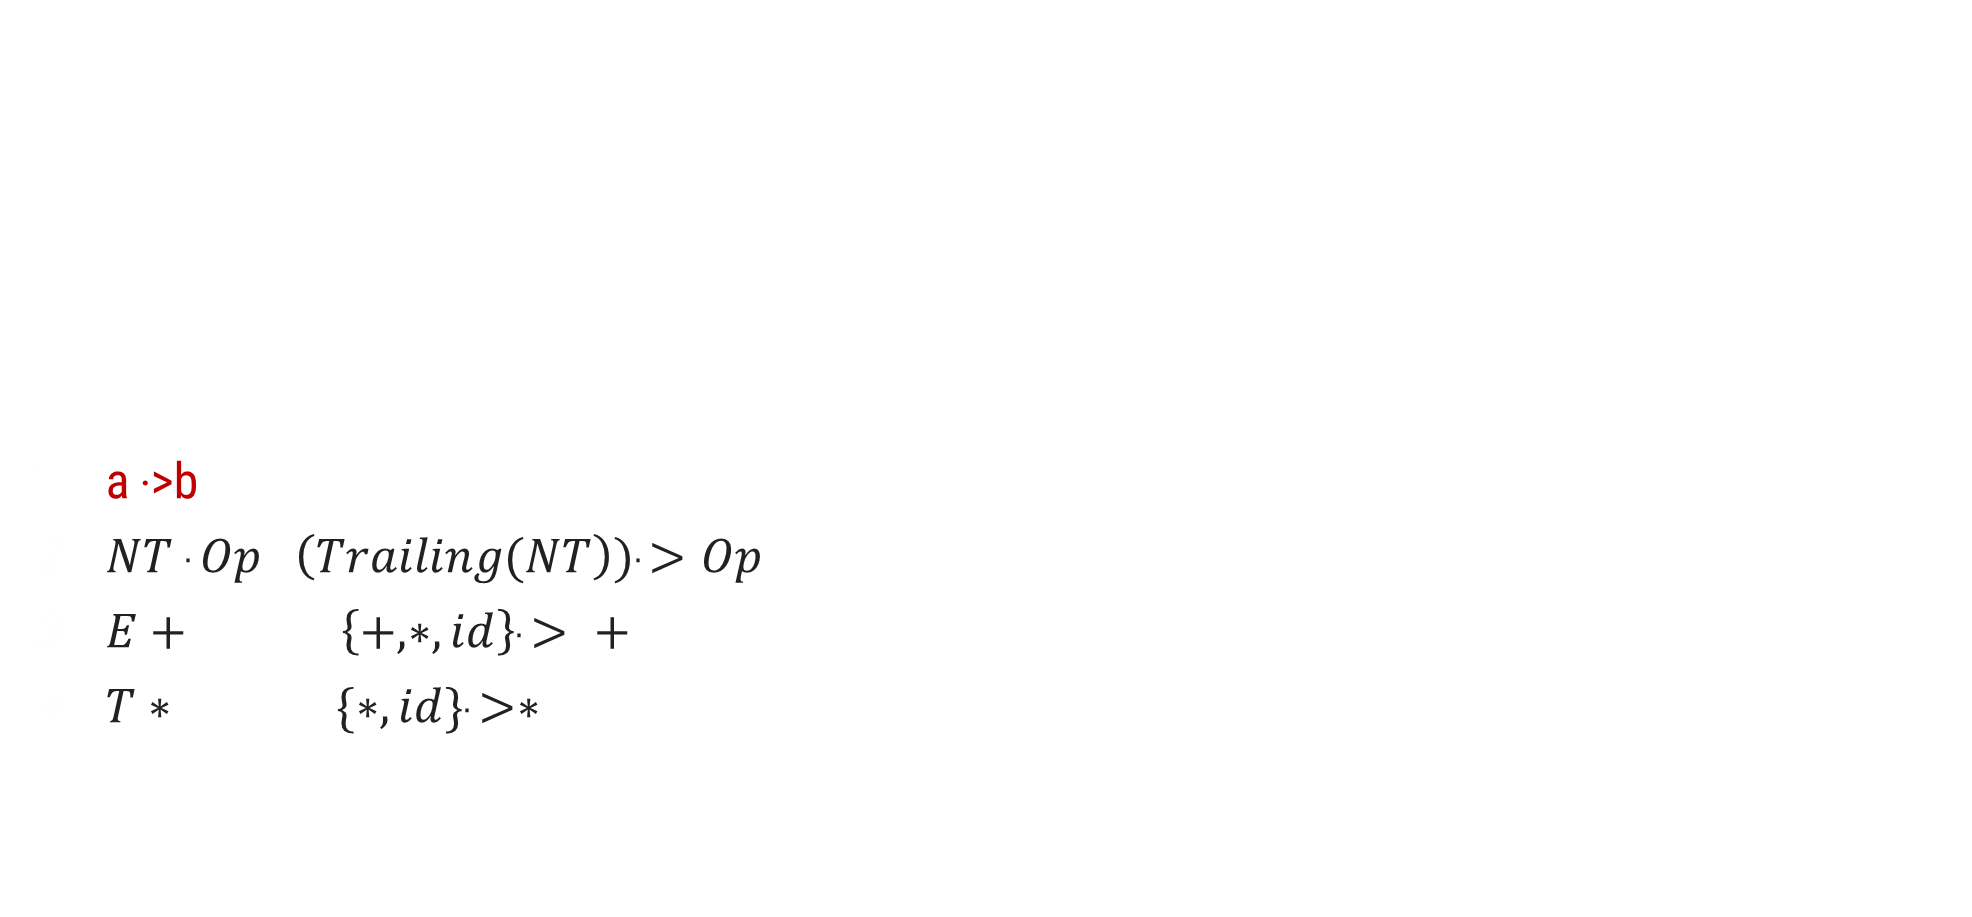 a ·>b
NT · Op (Trailing(NT))· > Op
E + {+,∗, id}· > +
T ∗ {∗, id}· >∗